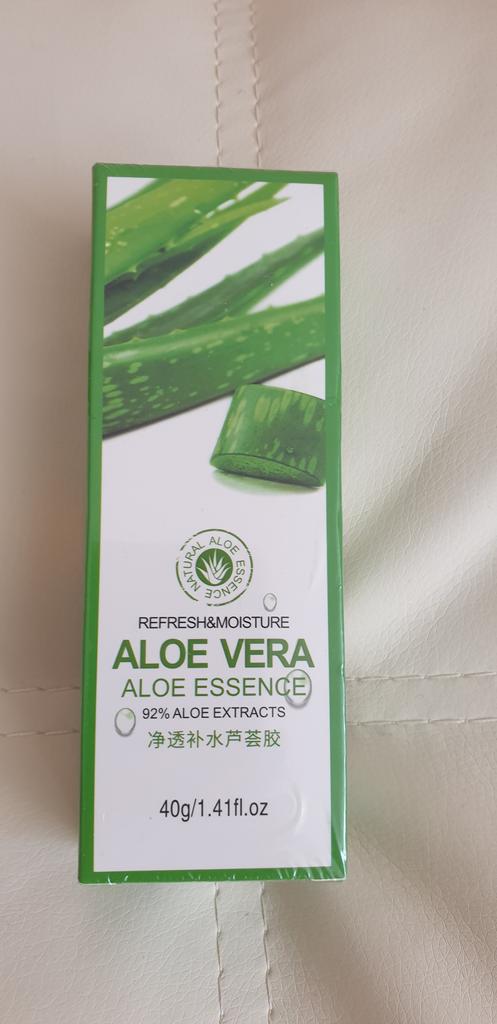 NATURAL ALOE ESSENCE
REFRESH&MOISTURE
ALOE VERA
ALOE ESSENCE
92% ALOE EXTRACTS
净透补水芦荟胶
40g/1.41fl.oz